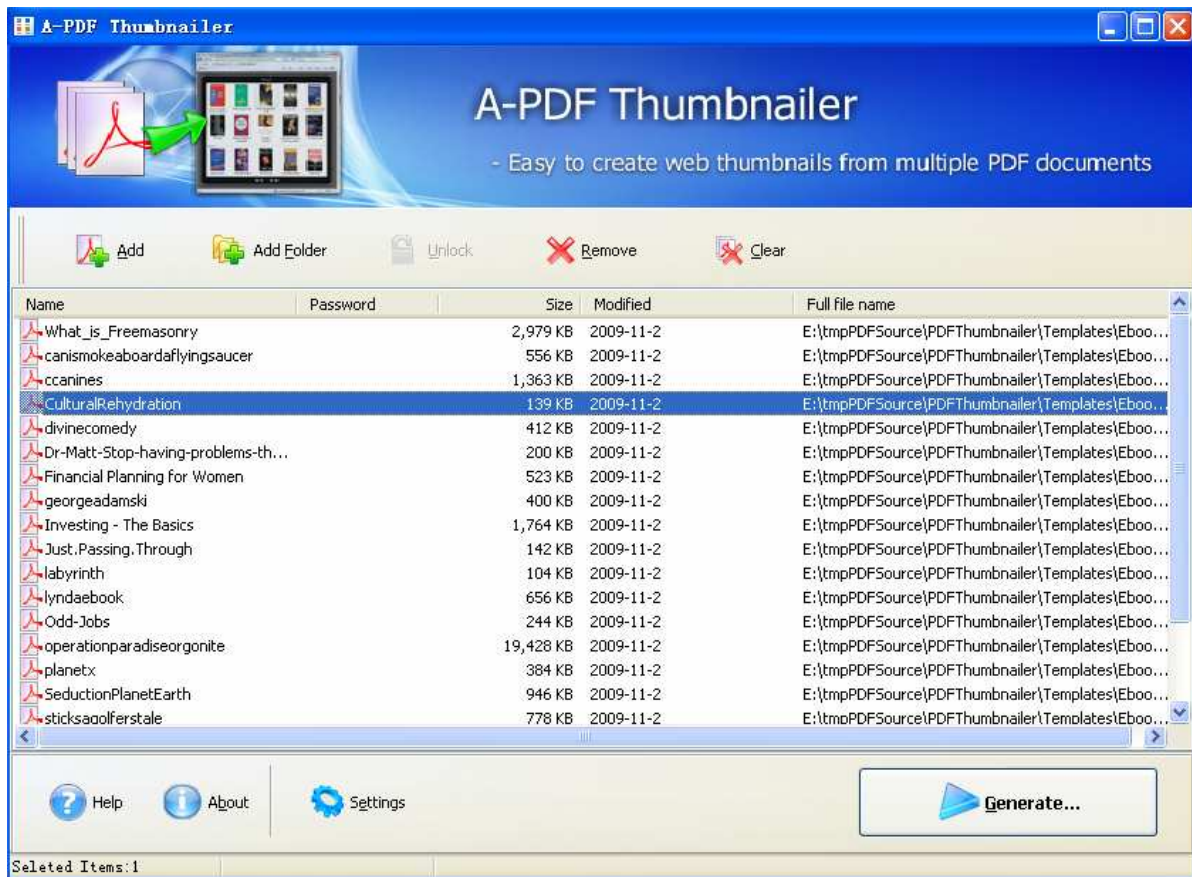 A-PDF Thumbnailer
A-PDF Thumbnailer
- Easy to create web thumbnails from multiple PDF documents
Add Add Folder Unlock Remove Clear
Name Password Size Modified Full file name
What_is_Freemasonry 2,979 KB 2009-11-2 E:\tmpPDFSource\PDFThumbnailer\Templates\Eboo...
canismokeaboardaflyingsaucer 556 KB 2009-11-2 E:\tmpPDFSource\PDFThumbnailer\Templates\Eboo...
ccanines 1,363 KB 2009-11-2 E:\tmpPDFSource\PDFThumbnailer\Templates\Eboo...
CulturalRehydration 139 KB 2009-11-2 E:\tmpPDFSource\PDFThumbnailer\Templates\Eboo...
divinecomedy 412 KB 2009-11-2 E:\tmpPDFSource\PDFThumbnailer\Templates\Eboo...
Dr-Matt-Stop-having-problems-th... 200 KB 2009-11-2 E:\tmpPDFSource\PDFThumbnailer\Templates\Eboo...
Financial Planning for Women 523 KB 2009-11-2 E:\tmpPDFSource\PDFThumbnailer\Templates\Eboo...
georgeadamski 400 KB 2009-11-2 E:\tmpPDFSource\PDFThumbnailer\Templates\Eboo...
Investing - The Basics 1,764 KB 2009-11-2 E:\tmpPDFSource\PDFThumbnailer\Templates\Eboo...
Just.Passing.Through 142 KB 2009-11-2 E:\tmpPDFSource\PDFThumbnailer\Templates\Eboo...
labyrinth 104 KB 2009-11-2 E:\tmpPDFSource\PDFThumbnailer\Templates\Eboo...
lyndaebook 656 KB 2009-11-2 E:\tmpPDFSource\PDFThumbnailer\Templates\Eboo...
Odd-Jobs 244 KB 2009-11-2 E:\tmpPDFSource\PDFThumbnailer\Templates\Eboo...
operationparadiseorgonite 19,428 KB 2009-11-2 E:\tmpPDFSource\PDFThumbnailer\Templates\Eboo...
planetx 384 KB 2009-11-2 E:\tmpPDFSource\PDFThumbnailer\Templates\Eboo...
SeductionPlanetEarth 946 KB 2009-11-2 E:\tmpPDFSource\PDFThumbnailer\Templates\Eboo...
sticksagolferstale 778 KB 2009-11-2 E:\tmpPDFSource\PDFThumbnailer\Templates\Eboo...
Help About Settings Generate...
Seleted Items:1